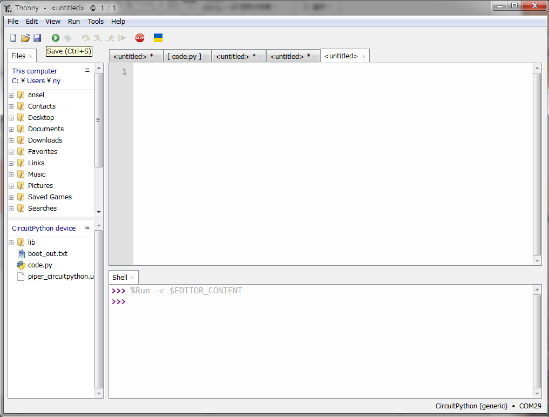 Thonny - <untitled> @ 1 : 1
File Edit View Run Tools Help
Save (Ctrl+S)
Files
<untitled> * [ code.py ] <untitled> * <untitled> * <untitled>
This computer
C: ¥ Users ¥ ny
ansel
Contacts
Desktop
Documents
Downloads
Favorites
Links
Music
Pictures
Saved Games
Searches
1
CircuitPython device
lib
boot_out.txt
code.py
piper_circuitpython.u
Shell
>>> %Run -c $EDITOR_CONTENT
>>>
CircuitPython (generic) • COM29